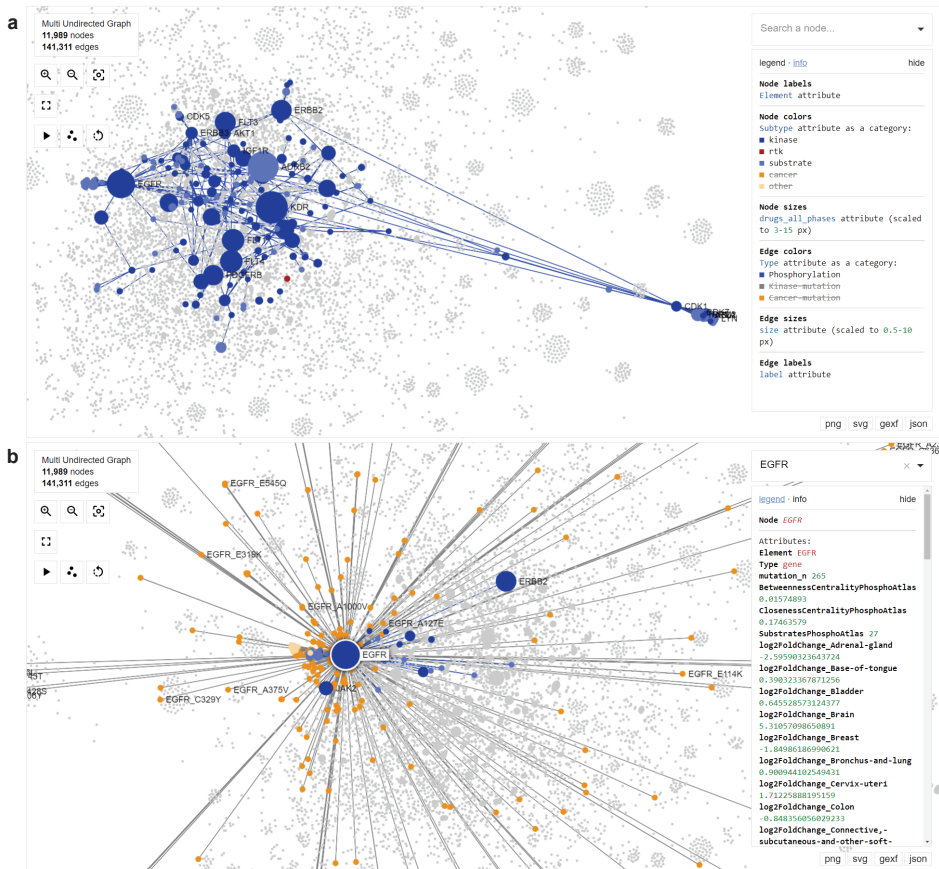 a
Multi Undirected Graph
11,989 nodes
141,311 edges
CDK5
ERBB2
FLT3
ERBB3
AKT1
IGF1R
ADRB2
EGFR
KDR
FLT4
PDGFRB
CDK1
LYN
Search a node...
legend · info
hide
Node labels
Element attribute
Node colors
Subtype attribute as a category:
kinase
rtk
substrate
cancer
other
Node sizes
drugs_all_phases attribute (scaled
to 3-15 px)
Edge colors
Type attribute as a category:
Phosphorylation
Kinase-mutation
Cancer-mutation
Edge sizes
size attribute (scaled to 0.5-10
px)
Edge labels
label attribute
png
svg
gexf
json
b
Multi Undirected Graph
11,989 nodes
141,311 edges
EGFR_E545Q
EGFR_E319K
EGFR_A1000V
EGFR_A127E
ERBB2
EGFR
JAK2
EGFR_A375V
EGFR_C329Y
EGFR_E114K
EGFR
legend · info
hide
Node EGFR
Attributes:
Element EGFR
Type gene
mutation_n 265
BetweennessCentralityPhosphoAtlas
0.01574893
ClosenessCentralityPhosphoAtlas
0.17463579
SubstratesPhosphoAtlas 27
log2FoldChange_Adrenal-gland
-2.59590323643724
log2FoldChange_Base-of-tongue
0.390323367871256
log2FoldChange_Bladder
0.645528573124377
log2FoldChange_Brain
5.31057098650891
log2FoldChange_Breast
-1.84986186990621
log2FoldChange_Bronchus-and-lung
0.900944102549431
log2FoldChange_Cervix-uteri
1.71225888195159
log2FoldChange_Colon
-0.848356056029233
log2FoldChange_Connective,-
subcutaneous-and-other-soft-
png
svg
gexf
json